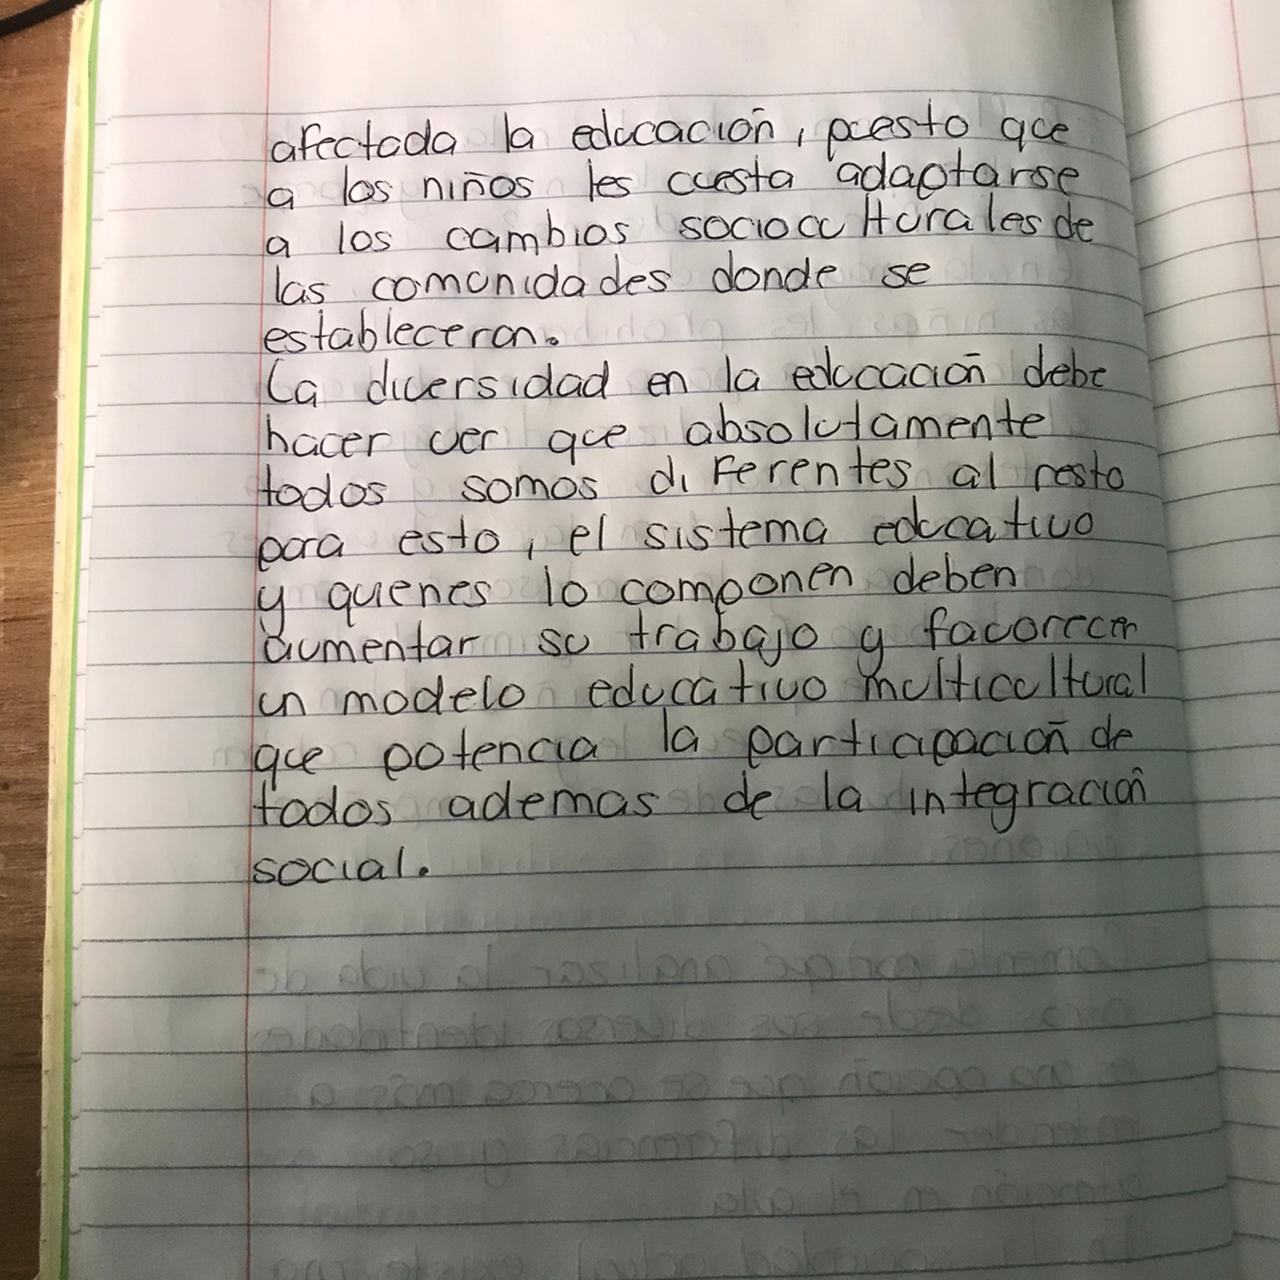 afectada la educación, puesto que
a los niños les cuesta adaptarse
a los cambios socioculturales de
las comunidades donde se
estableceron.
La diversidad en la educación debe
hacer ver que absolutamente
todos somos diferentes al resto
para esto, el sistema educativo
y quienes lo componen deben
aumentar su trabajo y favorecer
un modelo educativo multicultural
que potencia la participación de
todos ademas de la integración
social.